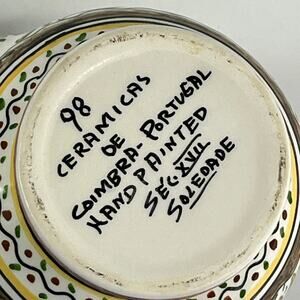 98
CERAMICAS
DE
COIMBRA-PORTUGAL
HAND PAINTED
SÉC. XVII
SOLEDADE